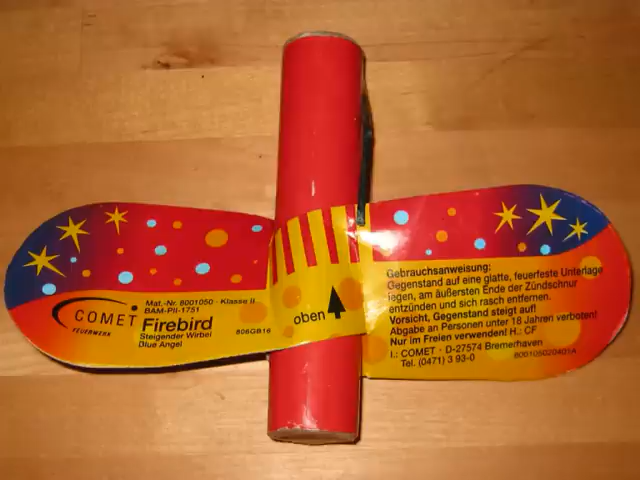 COMET
FEUERWERK
Mat.-Nr. 8001050 · Klasse II
BAM-PII-1751
Firebird
Steigender Wirbel
Blue Angel
806GB16
oben
Gebrauchsanweisung:
Gegenstand auf eine glatte, feuerfeste Unterlage
legen, am äußersten Ende der Zündschnur
entzünden und sich rasch entfernen.
Vorsicht, Gegenstand steigt auf!
Abgabe an Personen unter 18 Jahren verboten!
Nur im Freien verwenden! H.: CF
I.: COMET · D-27574 Bremerhaven
Tel. (0471) 3 93-0
800105020401A